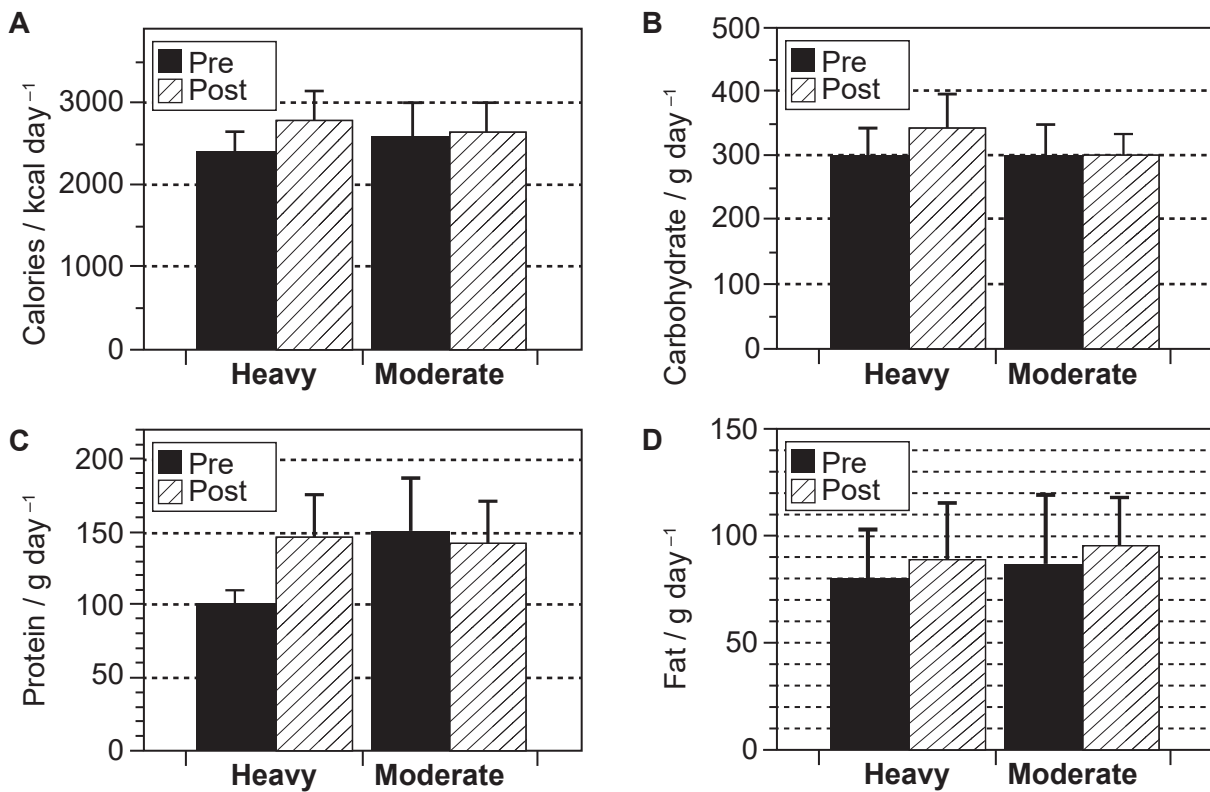 A
Calories / kcal day⁻¹
3000
2000
1000
0
Pre
Post
Heavy Moderate
B
Carbohydrate / g day⁻¹
500
400
300
200
100
0
Pre
Post
Heavy Moderate
C
Protein / g day⁻¹
200
150
100
50
0
Pre
Post
Heavy Moderate
D
Fat / g day⁻¹
150
100
50
0
Pre
Post
Heavy Moderate